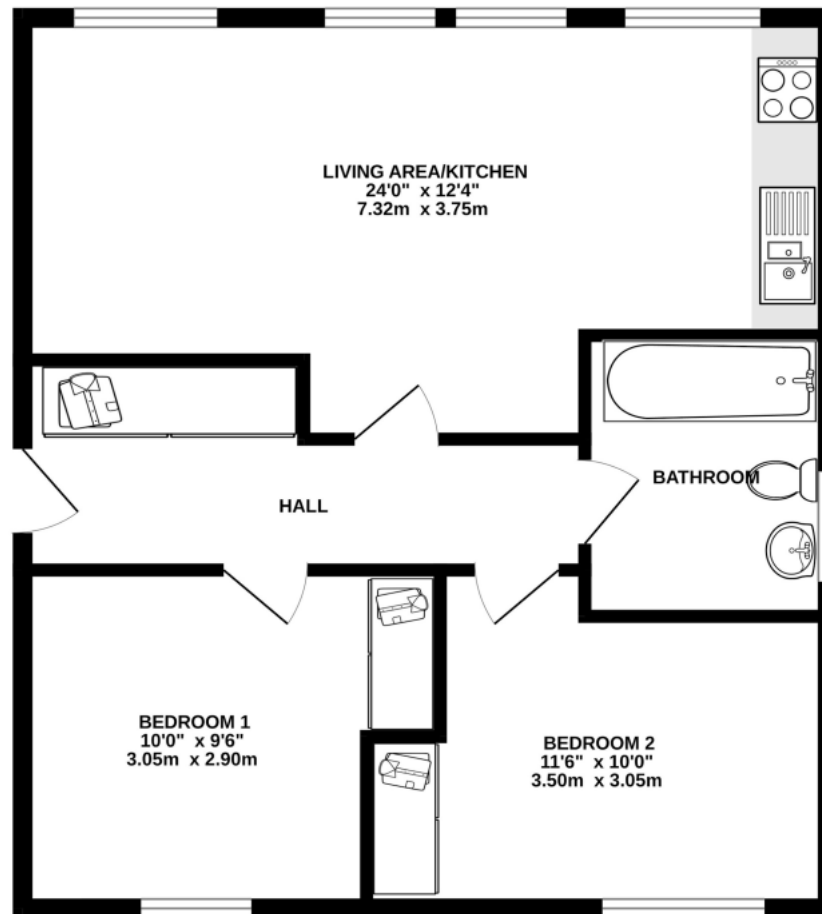 LIVING AREA/KITCHEN
24'0" x 12'4"
7.32m x 3.75m
BATHROOM
HALL
BEDROOM 1
10'0" x 9'6"
3.05m x 2.90m
BEDROOM 2
11'6" x 10'0"
3.50m x 3.05m